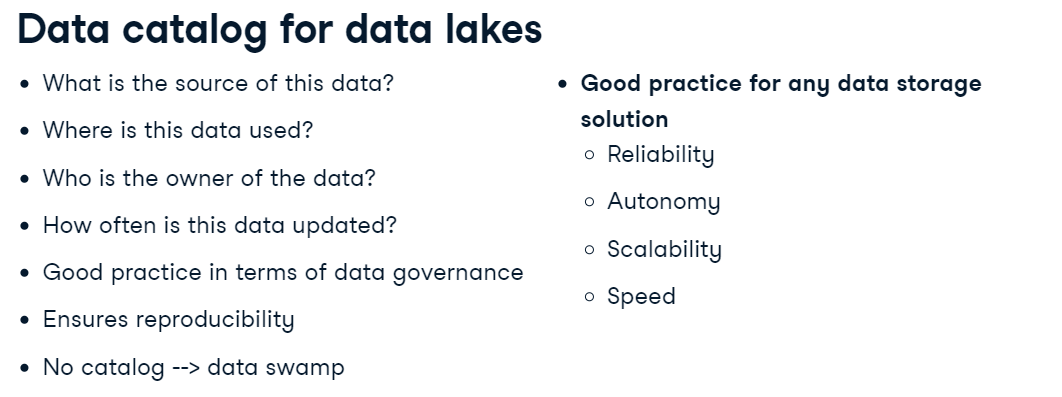 Data catalog for data lakes
• What is the source of this data?
• Where is this data used?
• Who is the owner of the data?
• How often is this data updated?
• Good practice in terms of data governance
• Ensures reproducibility
• No catalog --> data swamp
• Good practice for any data storage
solution
○ Reliability
○ Autonomy
○ Scalability
○ Speed